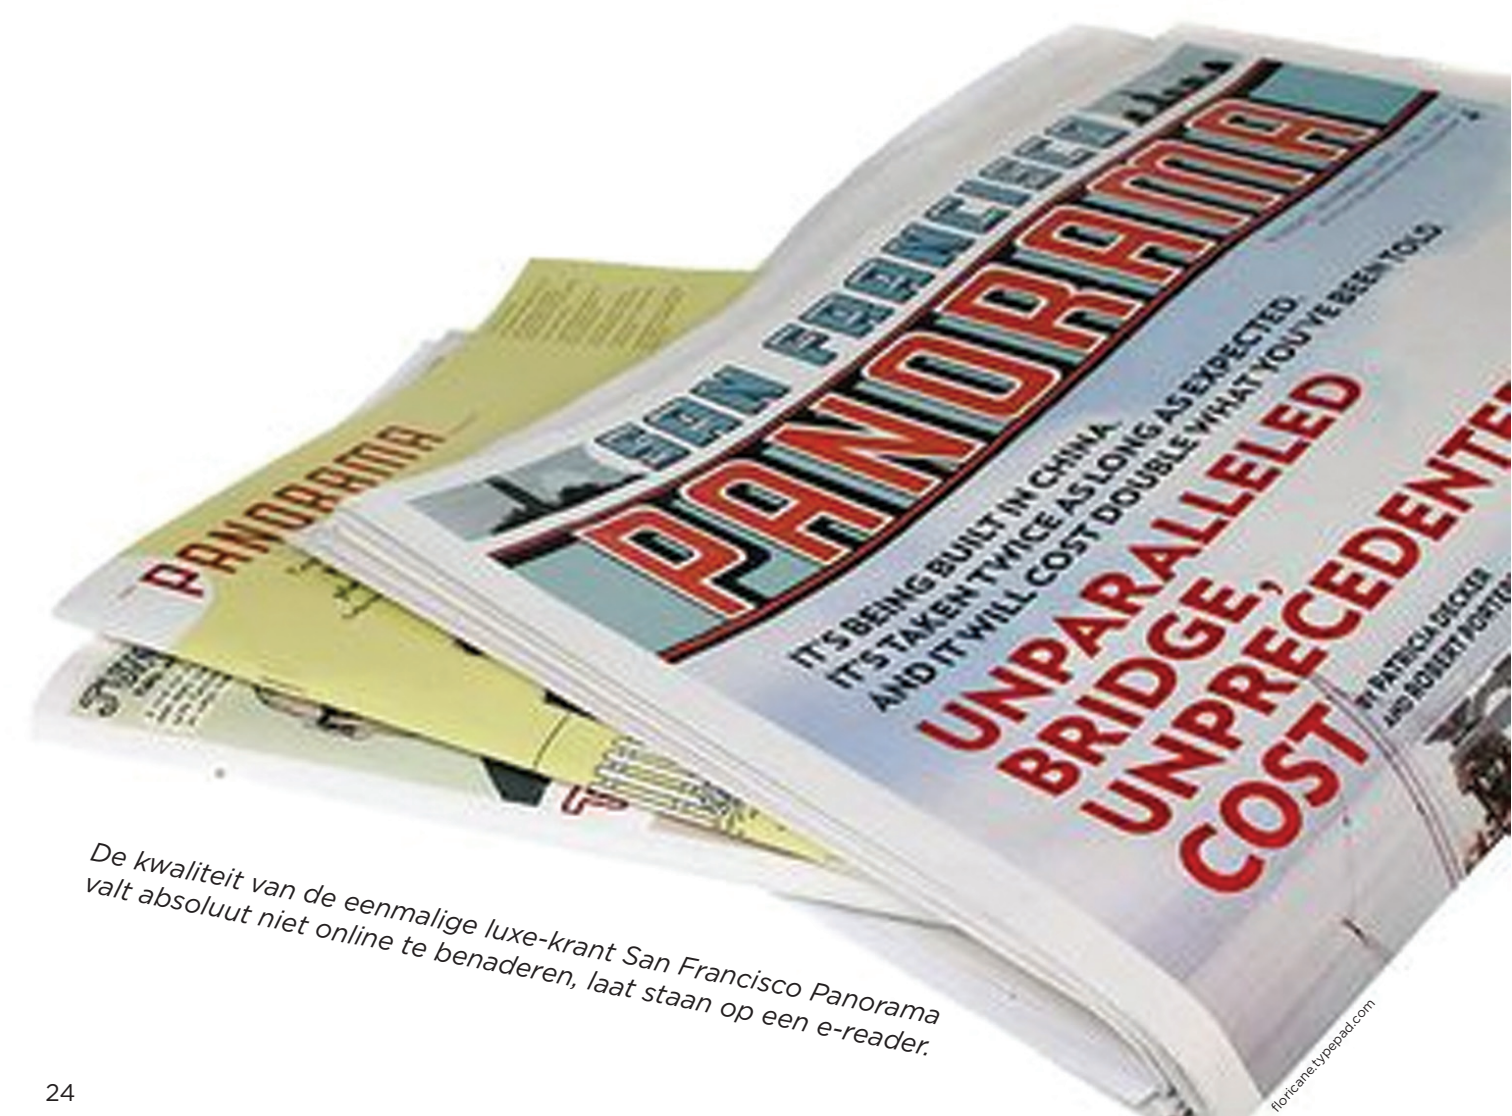 SAN FRANCISCO
PANORAMA
PANORAMA
IT'S BEING BUILT IN CHINA.
IT'S TAKEN TWICE AS LONG AS EXPECTED.
AND IT WILL COST DOUBLE WHAT YOU'VE BEEN TOLD.
UNPARALLELED
BRIDGE,
UNPRECEDENTE
COST
BY PATRICIA DECKER
AND ROBERT PORTE
De kwaliteit van de eenmalige luxe-krant San Francisco Panorama
valt absoluut niet online te benaderen, laat staan op een e-reader.
floricane.typepad.com
24